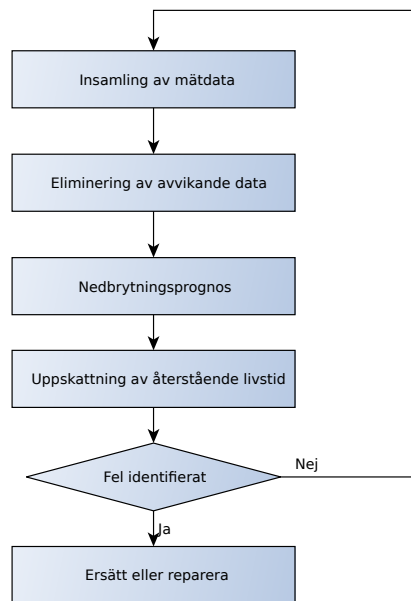 Insamling av mätdata
Eliminering av avvikande data
Nedbrytningsprognos
Uppskattning av återstående livstid
Fel identifierat
Nej
Ja
Ersätt eller reparera